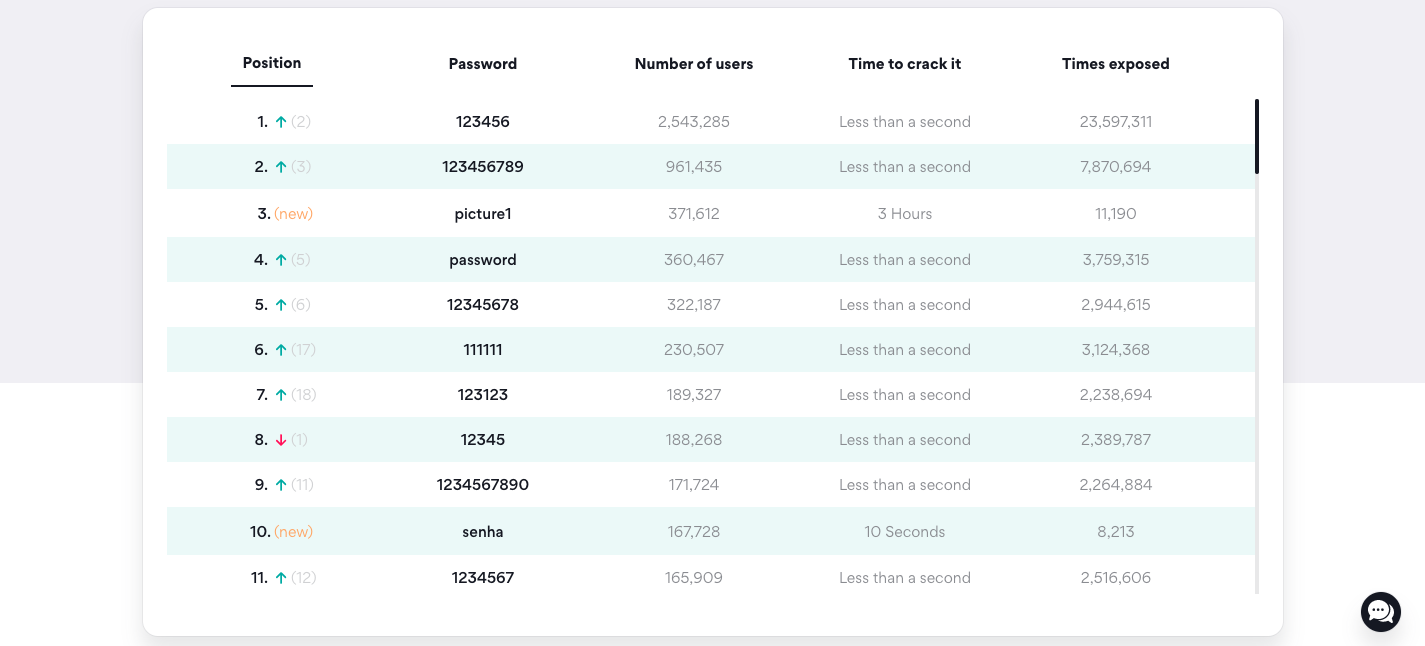 Position Password Number of users Time to crack it Times exposed
1. ↑ (2) 123456 2,543,285 Less than a second 23,597,311
2. ↑ (3) 123456789 961,435 Less than a second 7,870,694
3. (new) picture1 371,612 3 Hours 11,190
4. ↑ (5) password 360,467 Less than a second 3,759,315
5. ↑ (6) 12345678 322,187 Less than a second 2,944,615
6. ↑ (17) 111111 230,507 Less than a second 3,124,368
7. ↑ (18) 123123 189,327 Less than a second 2,238,694
8. ↓ (1) 12345 188,268 Less than a second 2,389,787
9. ↑ (11) 1234567890 171,724 Less than a second 2,264,884
10. (new) senha 167,728 10 Seconds 8,213
11. ↑ (12) 1234567 165,909 Less than a second 2,516,606